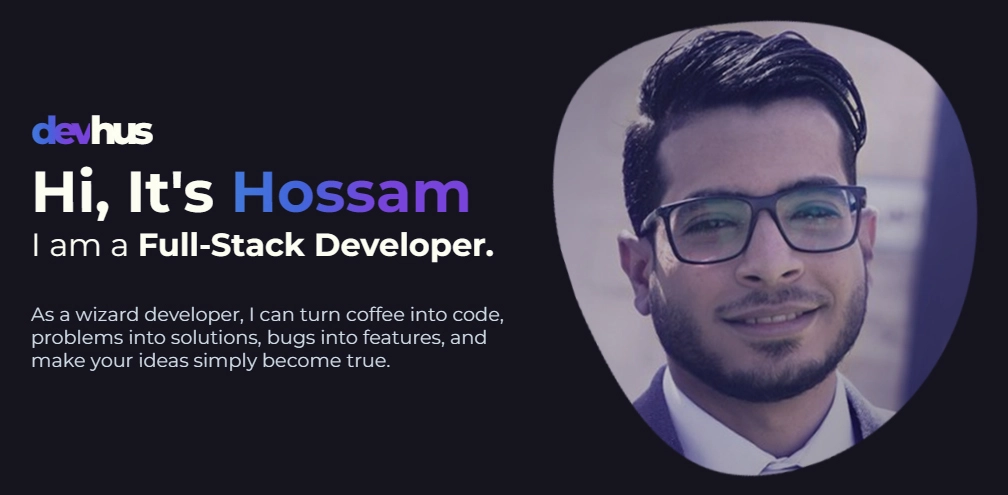 devhus
Hi, It's Hossam
I am a Full-Stack Developer.
As a wizard developer, I can turn coffee into code,
problems into solutions, bugs into features, and
make your ideas simply become true.